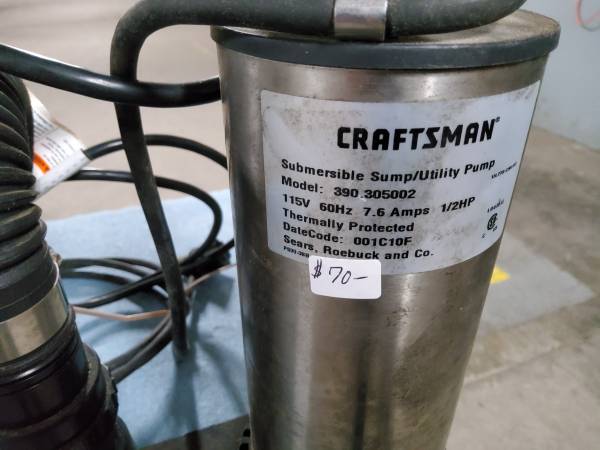 CRAFTSMAN®
Submersible Sump/Utility Pump
Model: 390.305002
115V 60Hz 7.6 Amps 1/2HP
Thermally Protected
DateCode: 001C10F
Sears, Roebuck and Co.
$70-